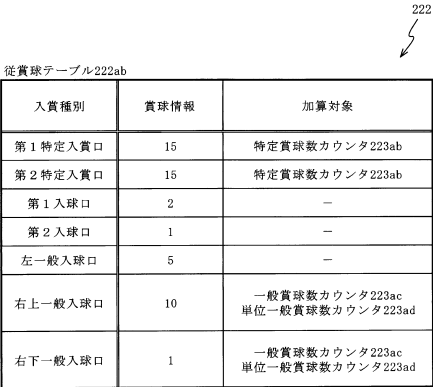 222
従賞球テーブル222ab
入賞種別 賞球情報 加算対象
第1特定入賞口 15 特定賞球数カウンタ223ab
第2特定入賞口 15 特定賞球数カウンタ223ab
第1入球口 2 －
第2入球口 1 －
左一般入球口 5 －
右上一般入球口 10 一般賞球数カウンタ223ac
単位一般賞球数カウンタ223ad
右下一般入球口 1 一般賞球数カウンタ223ac
単位一般賞球数カウンタ223ad